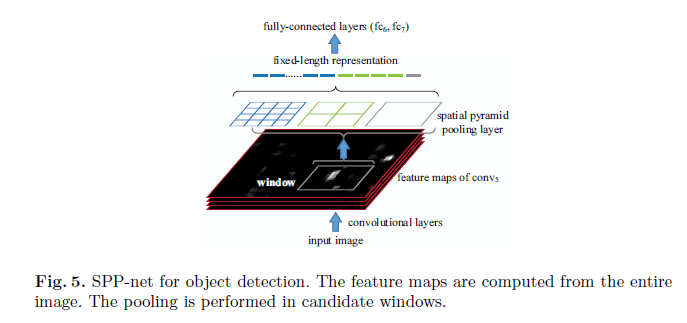 fully-connected layers (fc₆, fc₇)
fixed-length representation
......
spatial pyramid
pooling layer
window
feature maps of conv₅
convolutional layers
input image
Fig. 5. SPP-net for object detection. The feature maps are computed from the entire
image. The pooling is performed in candidate windows.